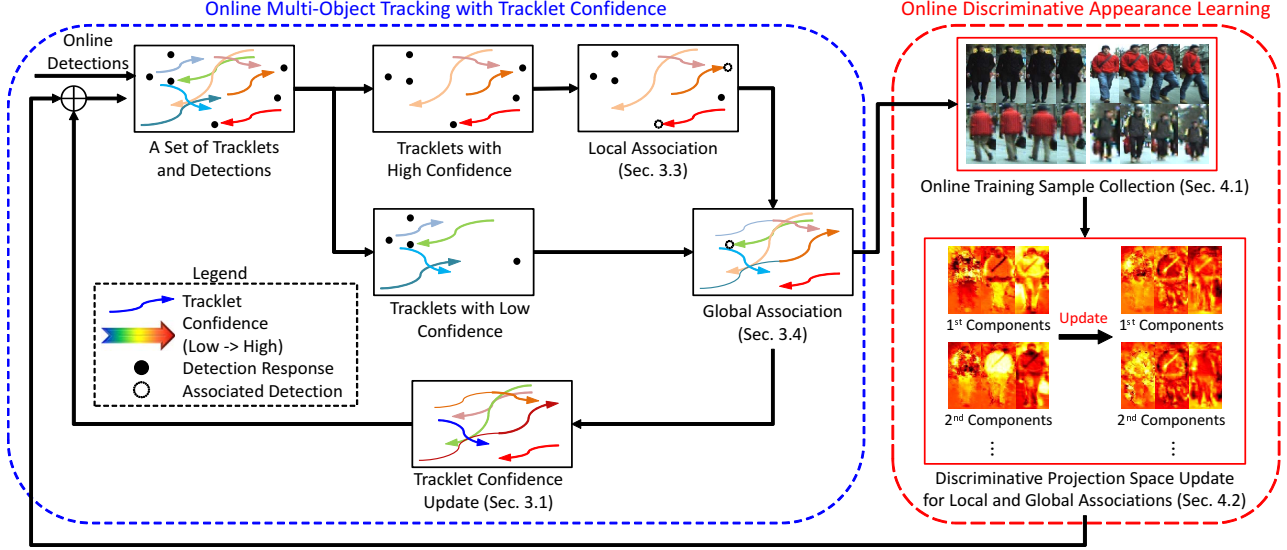 Online Multi-Object Tracking with Tracklet Confidence
Online Discriminative Appearance Learning
Online
Detections
A Set of Tracklets
and Detections
Tracklets with
High Confidence
Local Association
(Sec. 3.3)
Online Training Sample Collection (Sec. 4.1)
Legend
Tracklet
Confidence
(Low -> High)
Detection Response
Associated Detection
Tracklets with Low
Confidence
Global Association
(Sec. 3.4)
1st Components
Update
1st Components
2nd Components
2nd Components
⋮
⋮
Tracklet Confidence
Update (Sec. 3.1)
Discriminative Projection Space Update
for Local and Global Associations (Sec. 4.2)